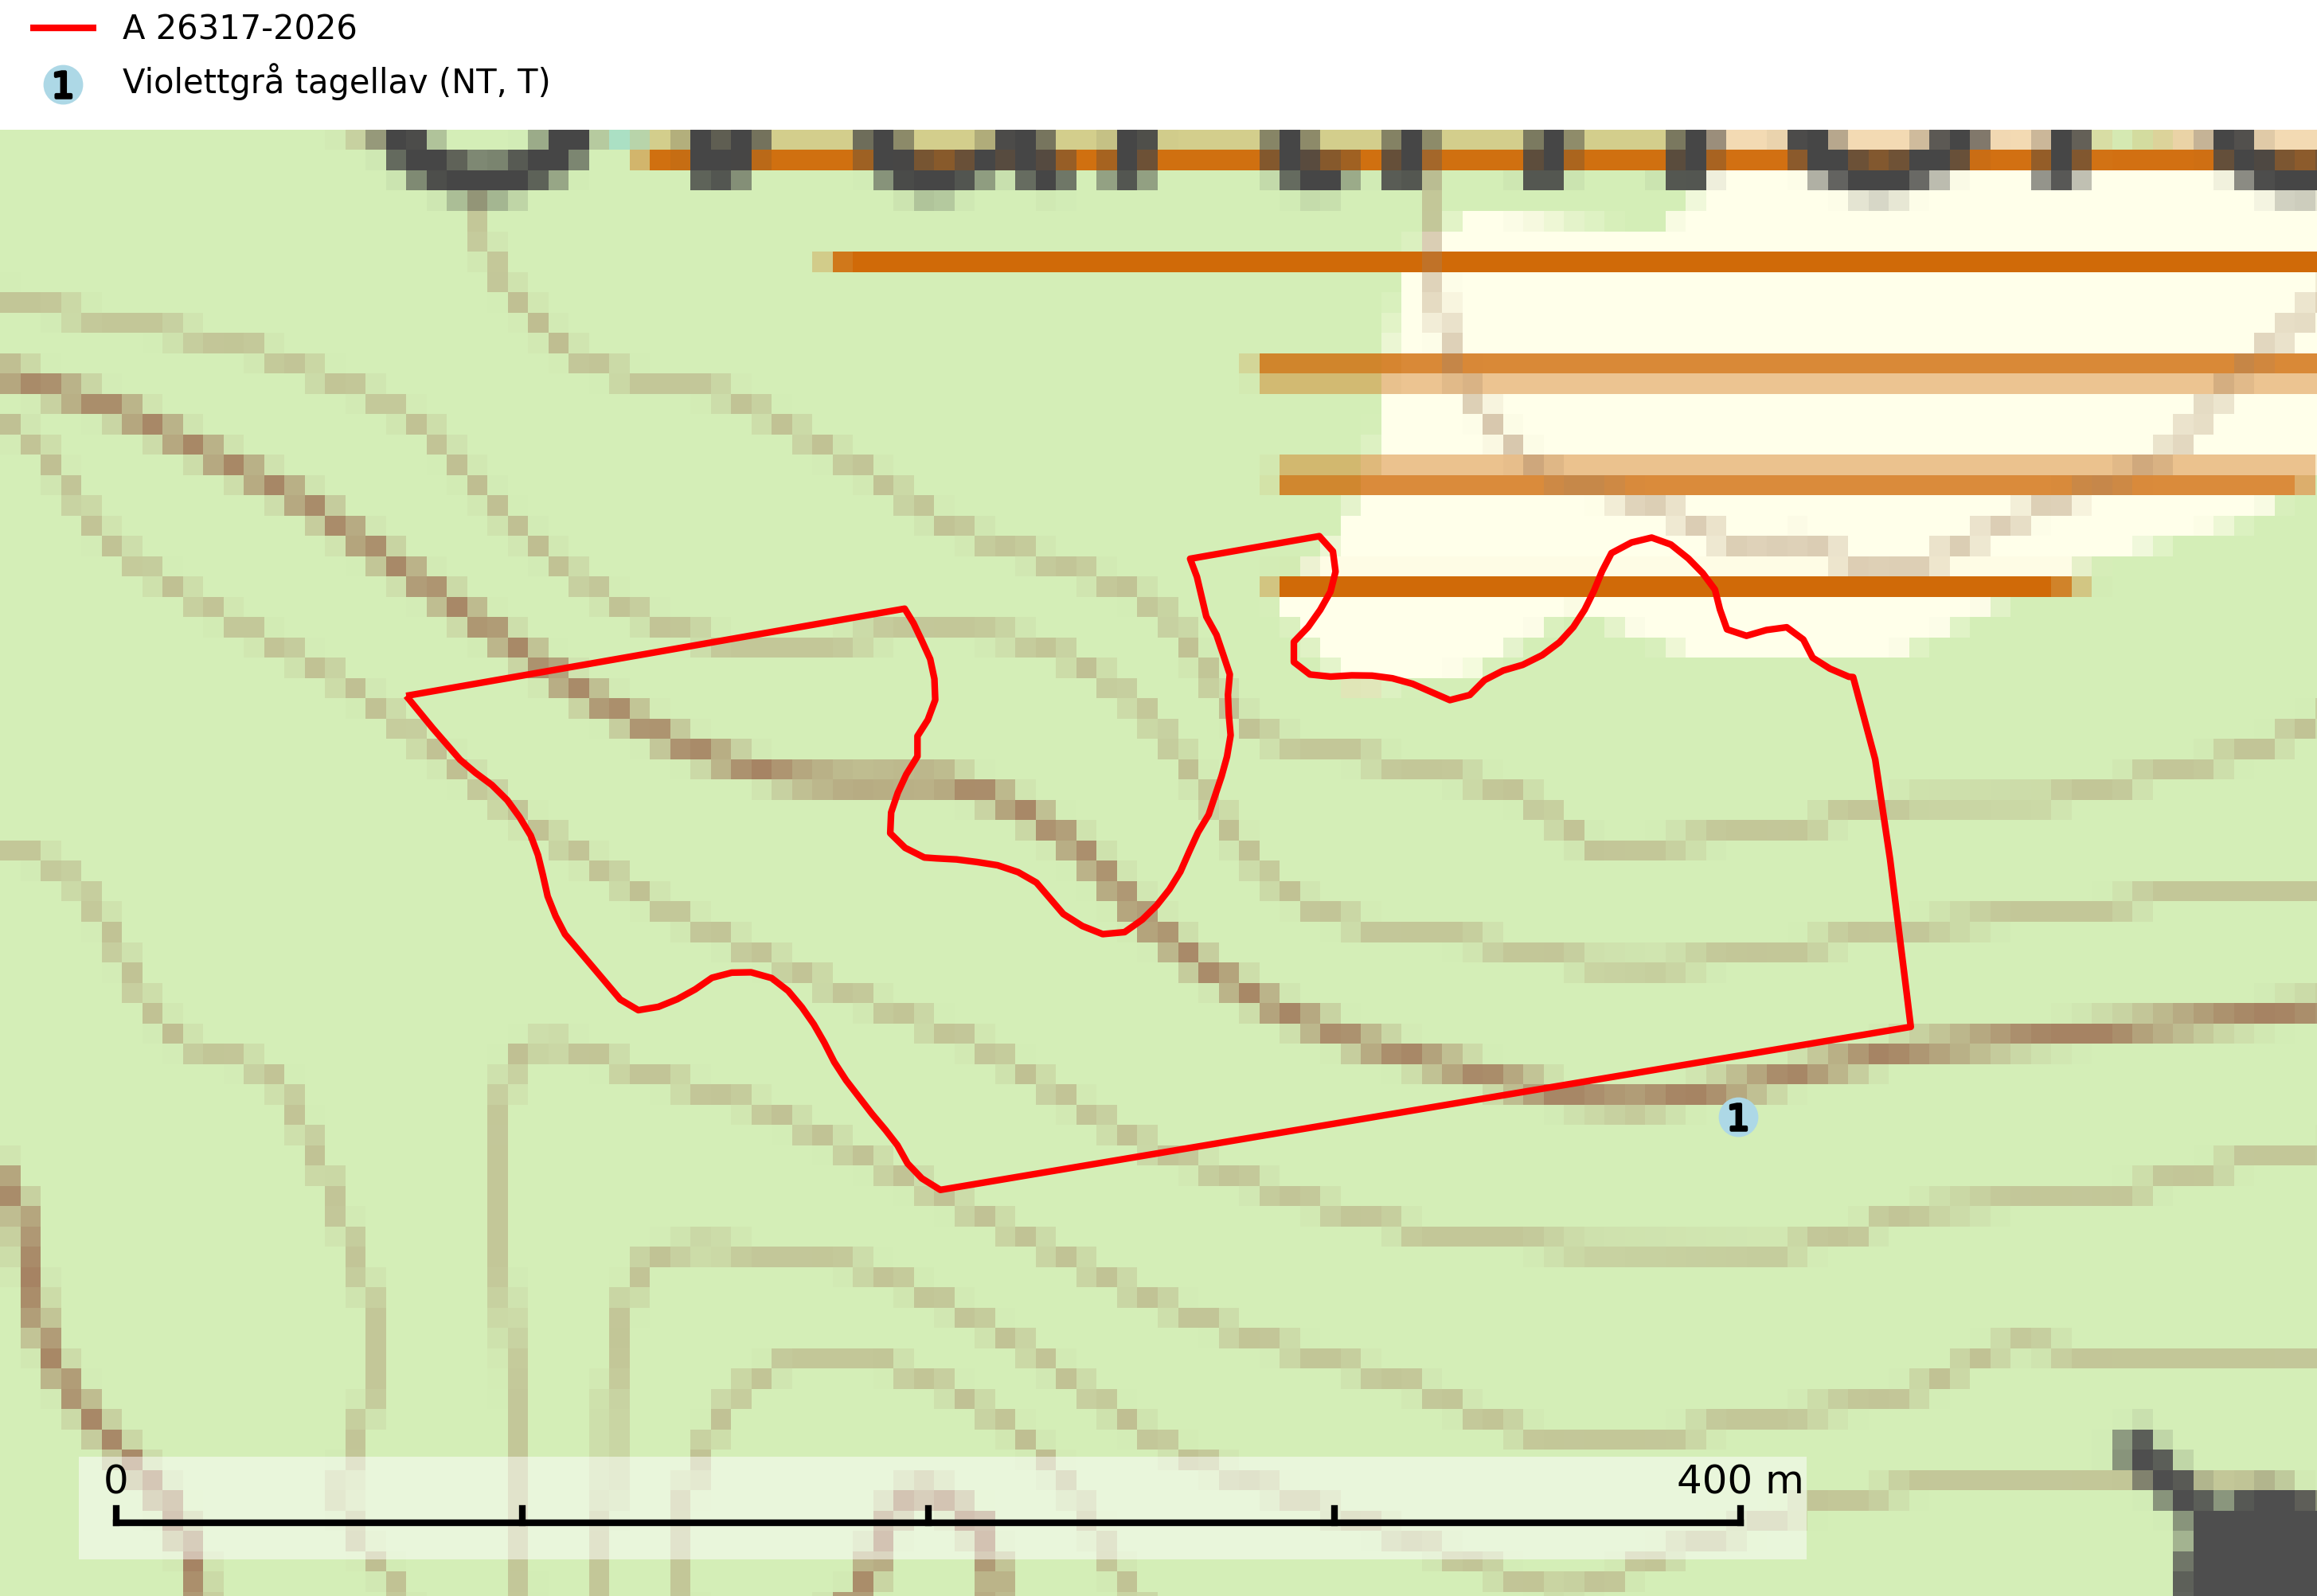 A 26317-2026
1 Violettgrå tagellav (NT, T)
1
0 400 m